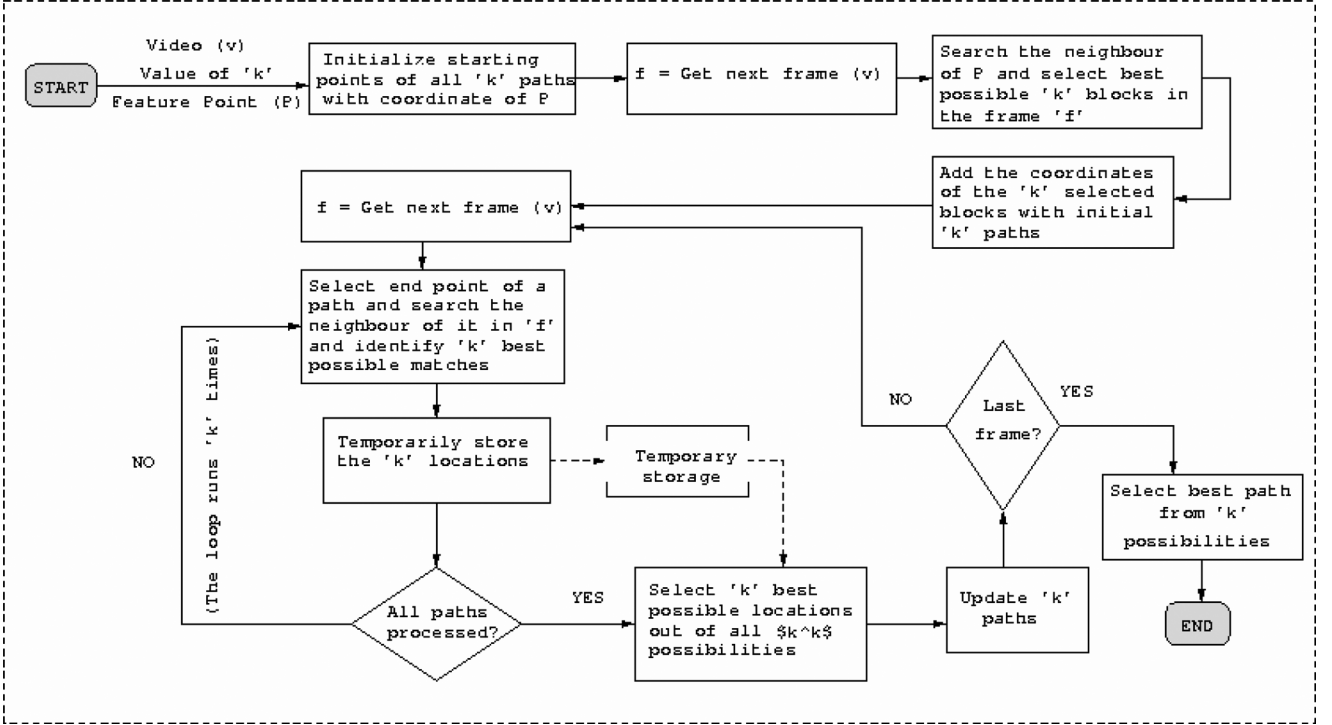 START
Video (v)
Value of 'k'
Feature Point (P)
Initialize starting
points of all 'k' paths
with coordinate of P
f = Get next frame (v)
Search the neighbour
of P and select best
possible 'k' blocks in
the frame 'f'
Add the coordinates
of the 'k' selected
blocks with initial
'k' paths
f = Get next frame (v)
Select end point of a
path and search the
neighbour of it in 'f'
and identify 'k' best
possible matches
(The loop runs 'k' times)
NO
Temporarily store
the 'k' locations
Temporary
storage
All paths
processed?
YES
Select 'k' best
possible locations
out of all $k^k$
possibilities
Update 'k'
paths
Last
frame?
NO
YES
Select best path
from 'k'
possibilities
END